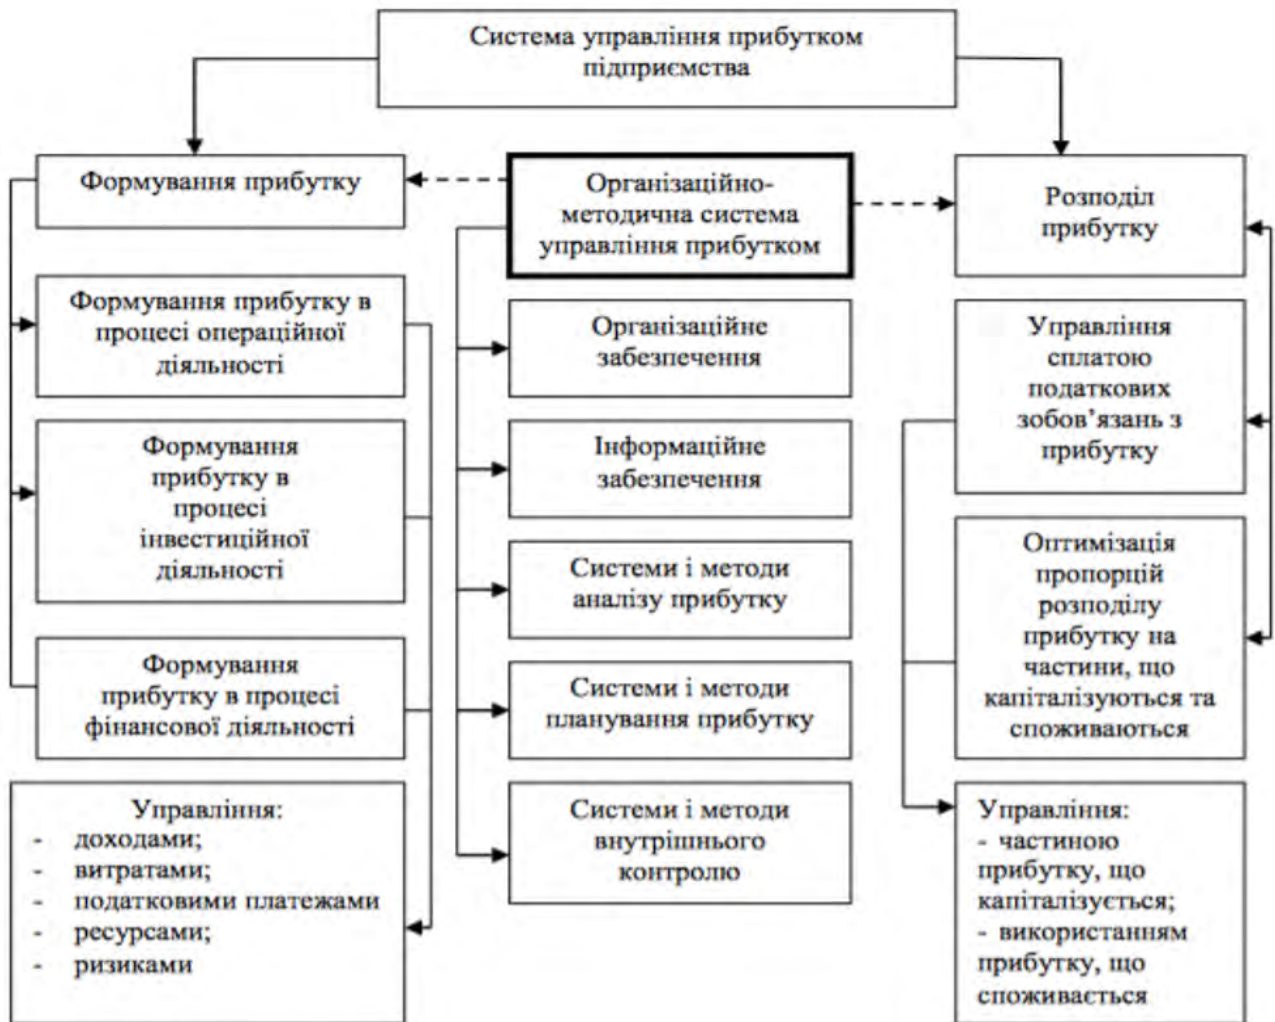 Система управління прибутком
підприємства
Формування прибутку
Організаційно-
методична система
управління прибутком
Розподіл
прибутку
Формування прибутку в
процесі операційної
діяльності
Формування
прибутку в
процесі
інвестиційної
діяльності
Формування
прибутку в процесі
фінансової діяльності
Управління:
- доходами;
- витратами;
- податковими платежами
- ресурсами;
- ризиками
Організаційне
забезпечення
Інформаційне
забезпечення
Системи і методи
аналізу прибутку
Системи і методи
планування прибутку
Системи і методи
внутрішнього
контролю
Управління
сплатою
податкових
зобов’язань з
прибутку
Оптимізація
пропорцій
розподілу
прибутку на
частини, що
капіталізуються та
споживаються
Управління:
- частиною
прибутку, що
капіталізується;
- використанням
прибутку, що
споживається